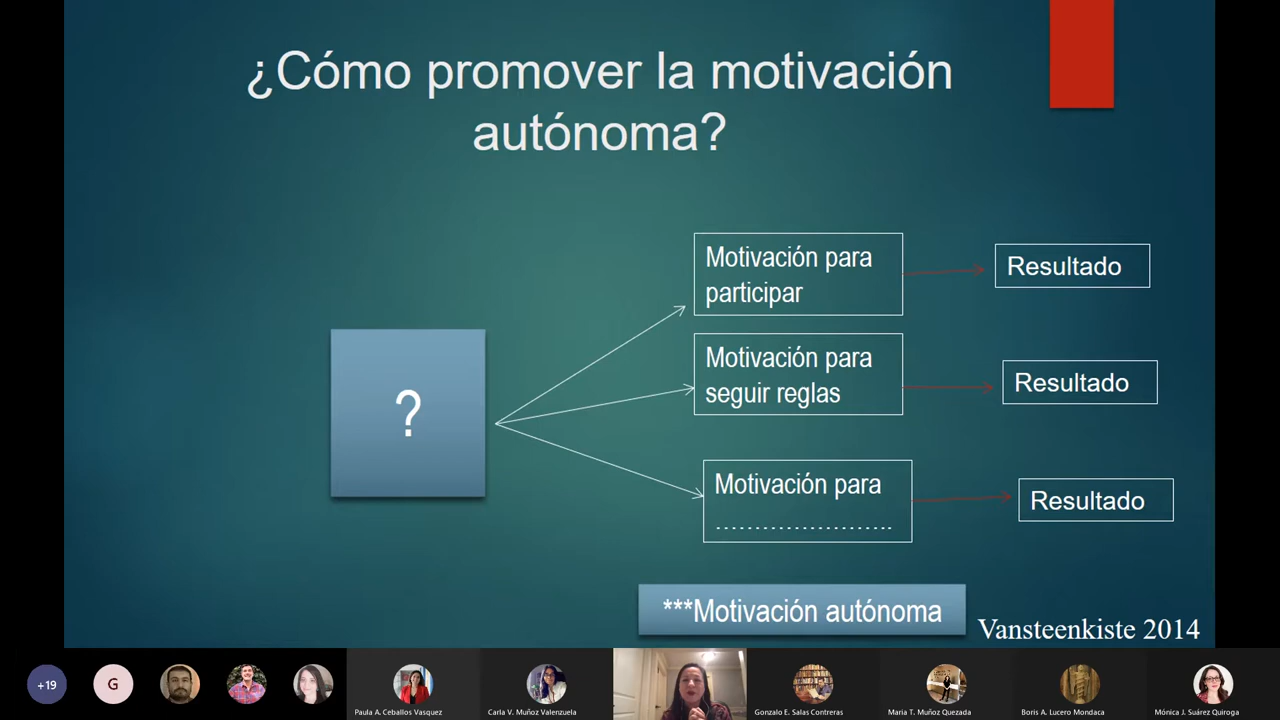 ¿Cómo promover la motivación
autónoma?
Motivación para
participar
Resultado
?
Motivación para
seguir reglas
Resultado
Motivación para
.......................
Resultado
***Motivación autónoma
Vansteenkiste 2014
+19
G
Paula A. Ceballos Vasquez
Carla V. Muñoz Valenzuela
Gonzalo E. Salas Contreras
Maria T. Muñoz Quezada
Boris A. Lucero Mondaca
Mónica J. Suárez Quiroga